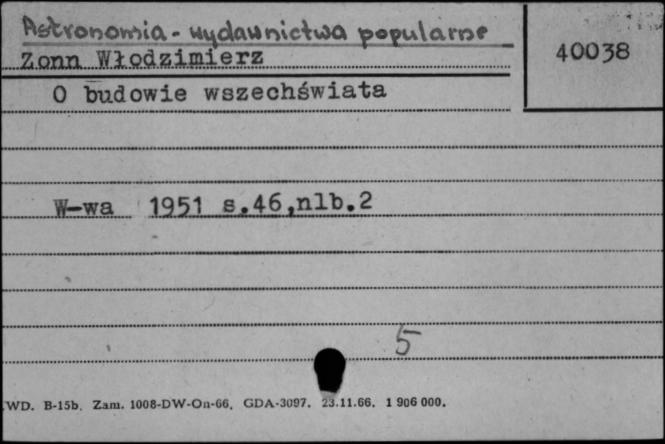 Astronomia - wydawnictwa popularne
Zonn Włodzimierz
40038
O budowie wszechświata
W-wa 1951 s.46,nlb.2
5
WD. B-15b. Zam. 1008-DW-On-66. GDA-3097. 23.11.66. 1 906 000.